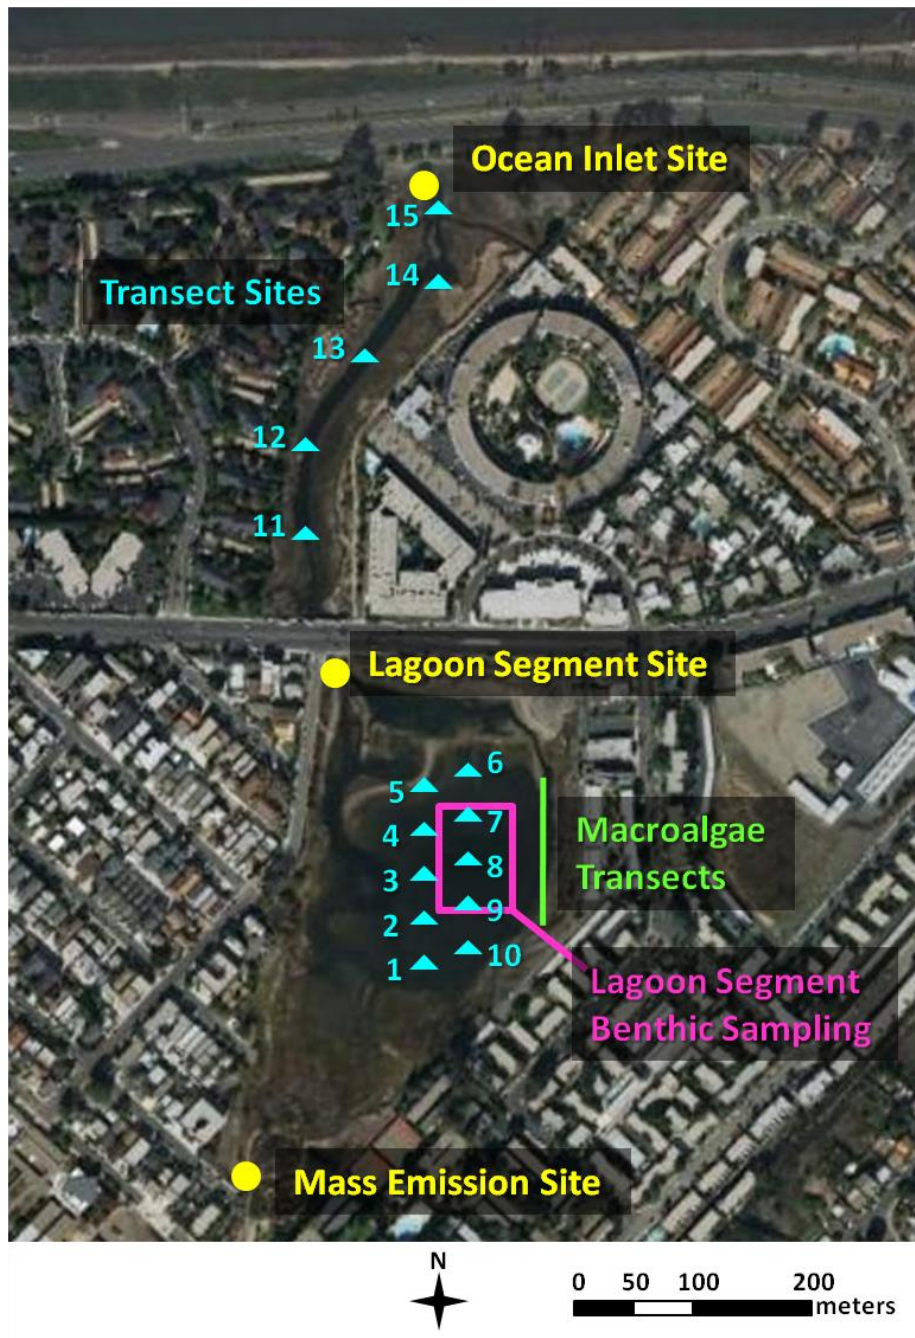 Ocean Inlet Site
15
14
Transect Sites
13
12
11
Lagoon Segment Site
6
5
7
4
Macroalgae
Transects
8
3
9
2
10
1
Lagoon Segment
Benthic Sampling
Mass Emission Site
N
0 50 100 200
meters